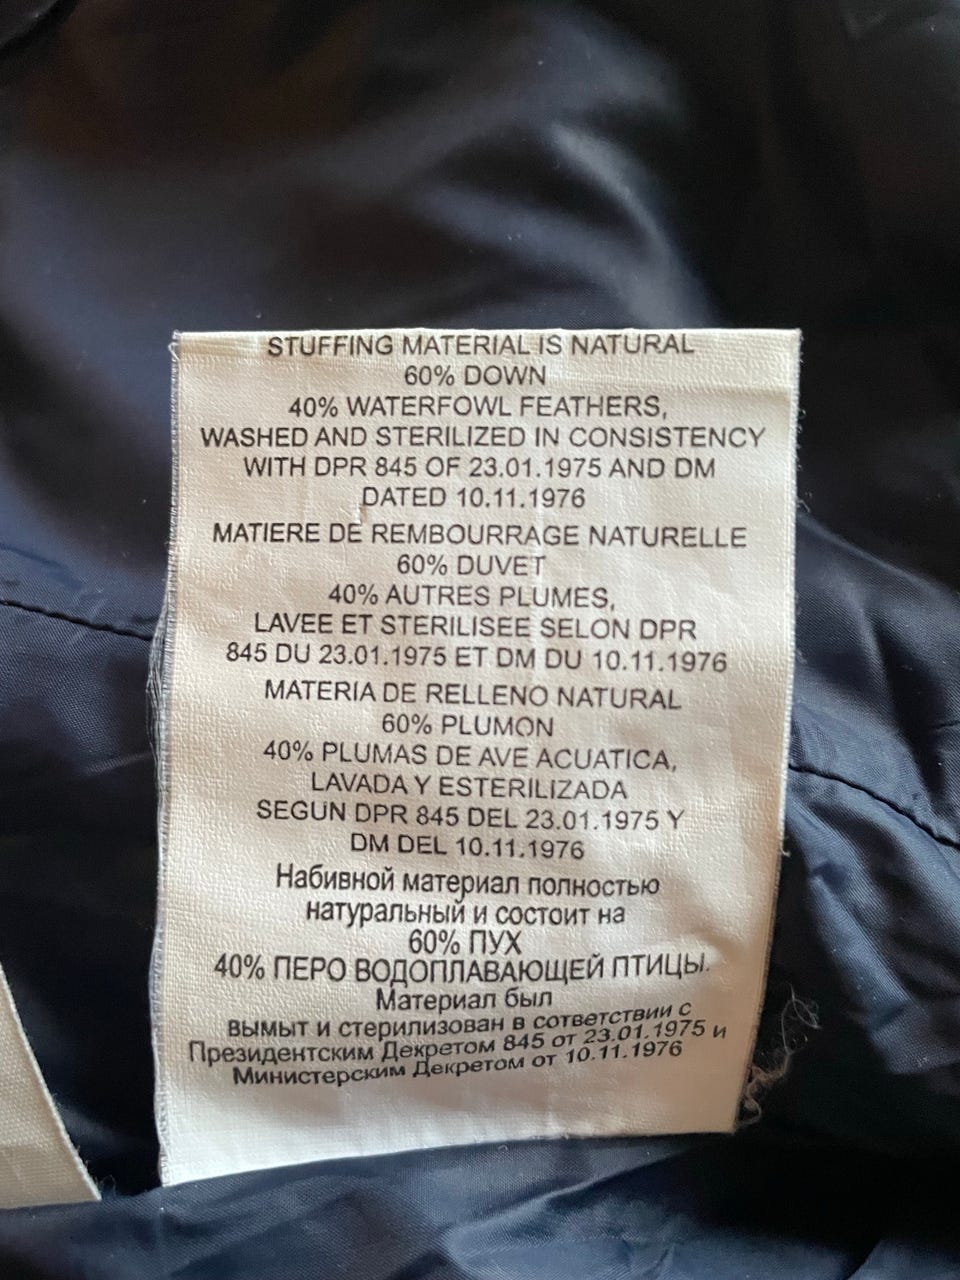 STUFFING MATERIAL IS NATURAL
60% DOWN
40% WATERFOWL FEATHERS,
WASHED AND STERILIZED IN CONSISTENCY
WITH DPR 845 OF 23.01.1975 AND DM
DATED 10.11.1976
MATIERE DE REMBOURRAGE NATURELLE
60% DUVET
40% AUTRES PLUMES,
LAVEE ET STERILISEE SELON DPR
845 DU 23.01.1975 ET DM DU 10.11.1976
MATERIA DE RELLENO NATURAL
60% PLUMON
40% PLUMAS DE AVE ACUATICA,
LAVADA Y ESTERILIZADA
SEGUN DPR 845 DEL 23.01.1975 Y
DM DEL 10.11.1976
Набивной материал полностью
натуральный и состоит на
60% ПУХ
40% ПЕРО ВОДОПЛАВАЮЩЕЙ ПТИЦЫ.
Материал был
вымыт и стерилизован в сответствии с
Президентским Декретом 845 от 23.01.1975 и
Министерским Декретом от 10.11.1976